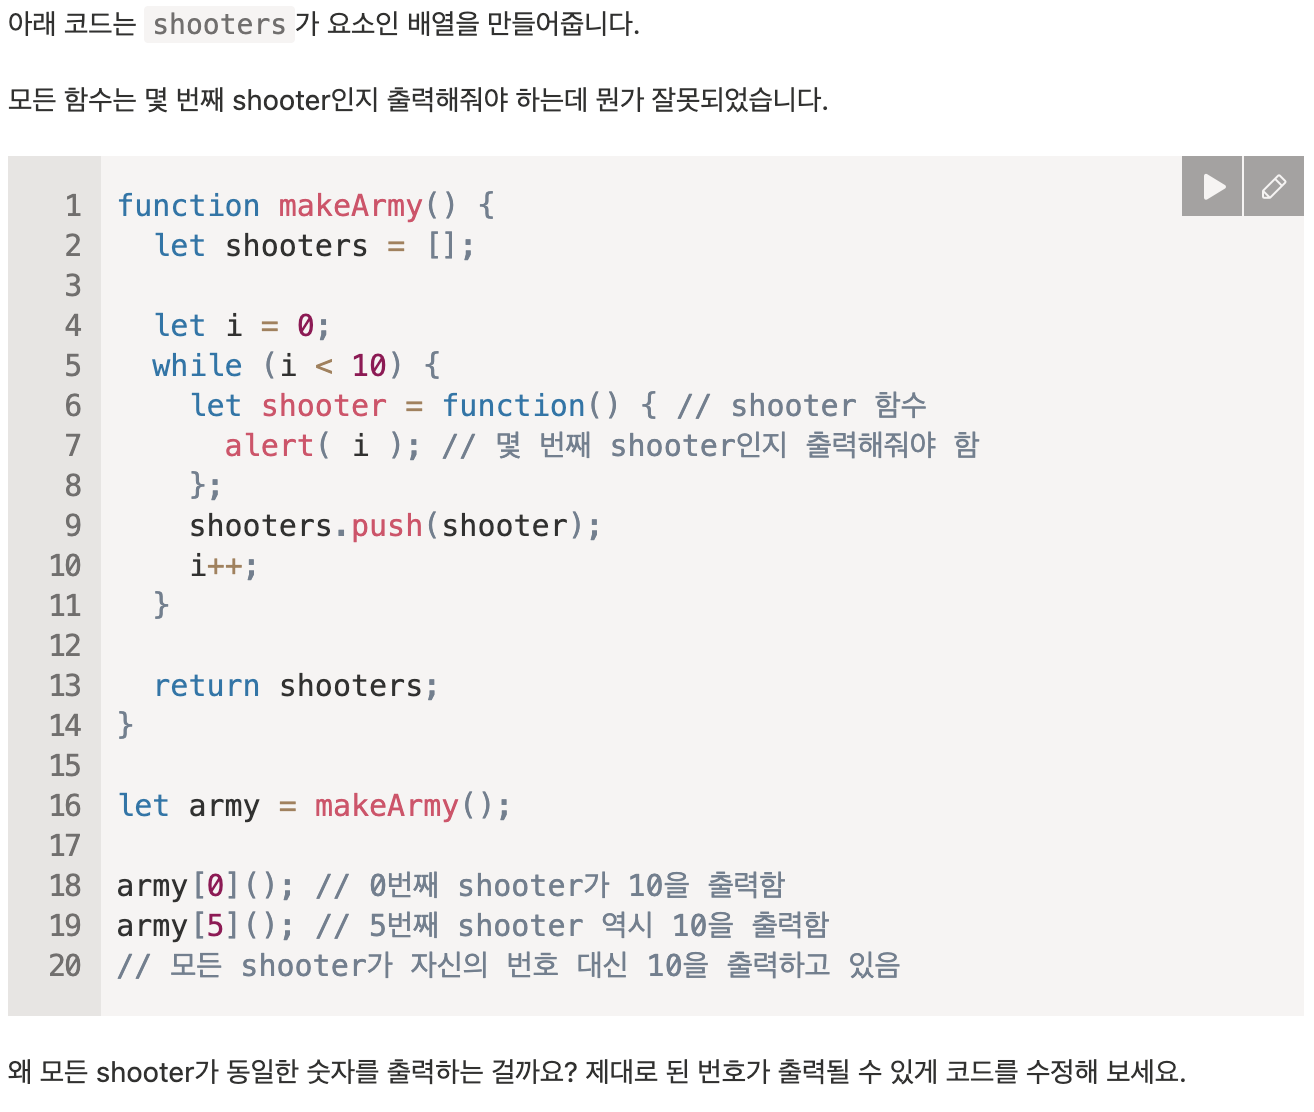 아래 코드는 shooters가 요소인 배열을 만들어줍니다.
모든 함수는 몇 번째 shooter인지 출력해줘야 하는데 뭔가 잘못되었습니다.
1 function makeArmy() {
2   let shooters = [];
3
4   let i = 0;
5   while (i < 10) {
6     let shooter = function() { // shooter 함수
7       alert( i ); // 몇 번째 shooter인지 출력해줘야 함
8     };
9     shooters.push(shooter);
10     i++;
11   }
12
13   return shooters;
14 }
15
16 let army = makeArmy();
17
18 army[0](); // 0번째 shooter가 10을 출력함
19 army[5](); // 5번째 shooter 역시 10을 출력함
20 // 모든 shooter가 자신의 번호 대신 10을 출력하고 있음
왜 모든 shooter가 동일한 숫자를 출력하는 걸까요? 제대로 된 번호가 출력될 수 있게 코드를 수정해 보세요.